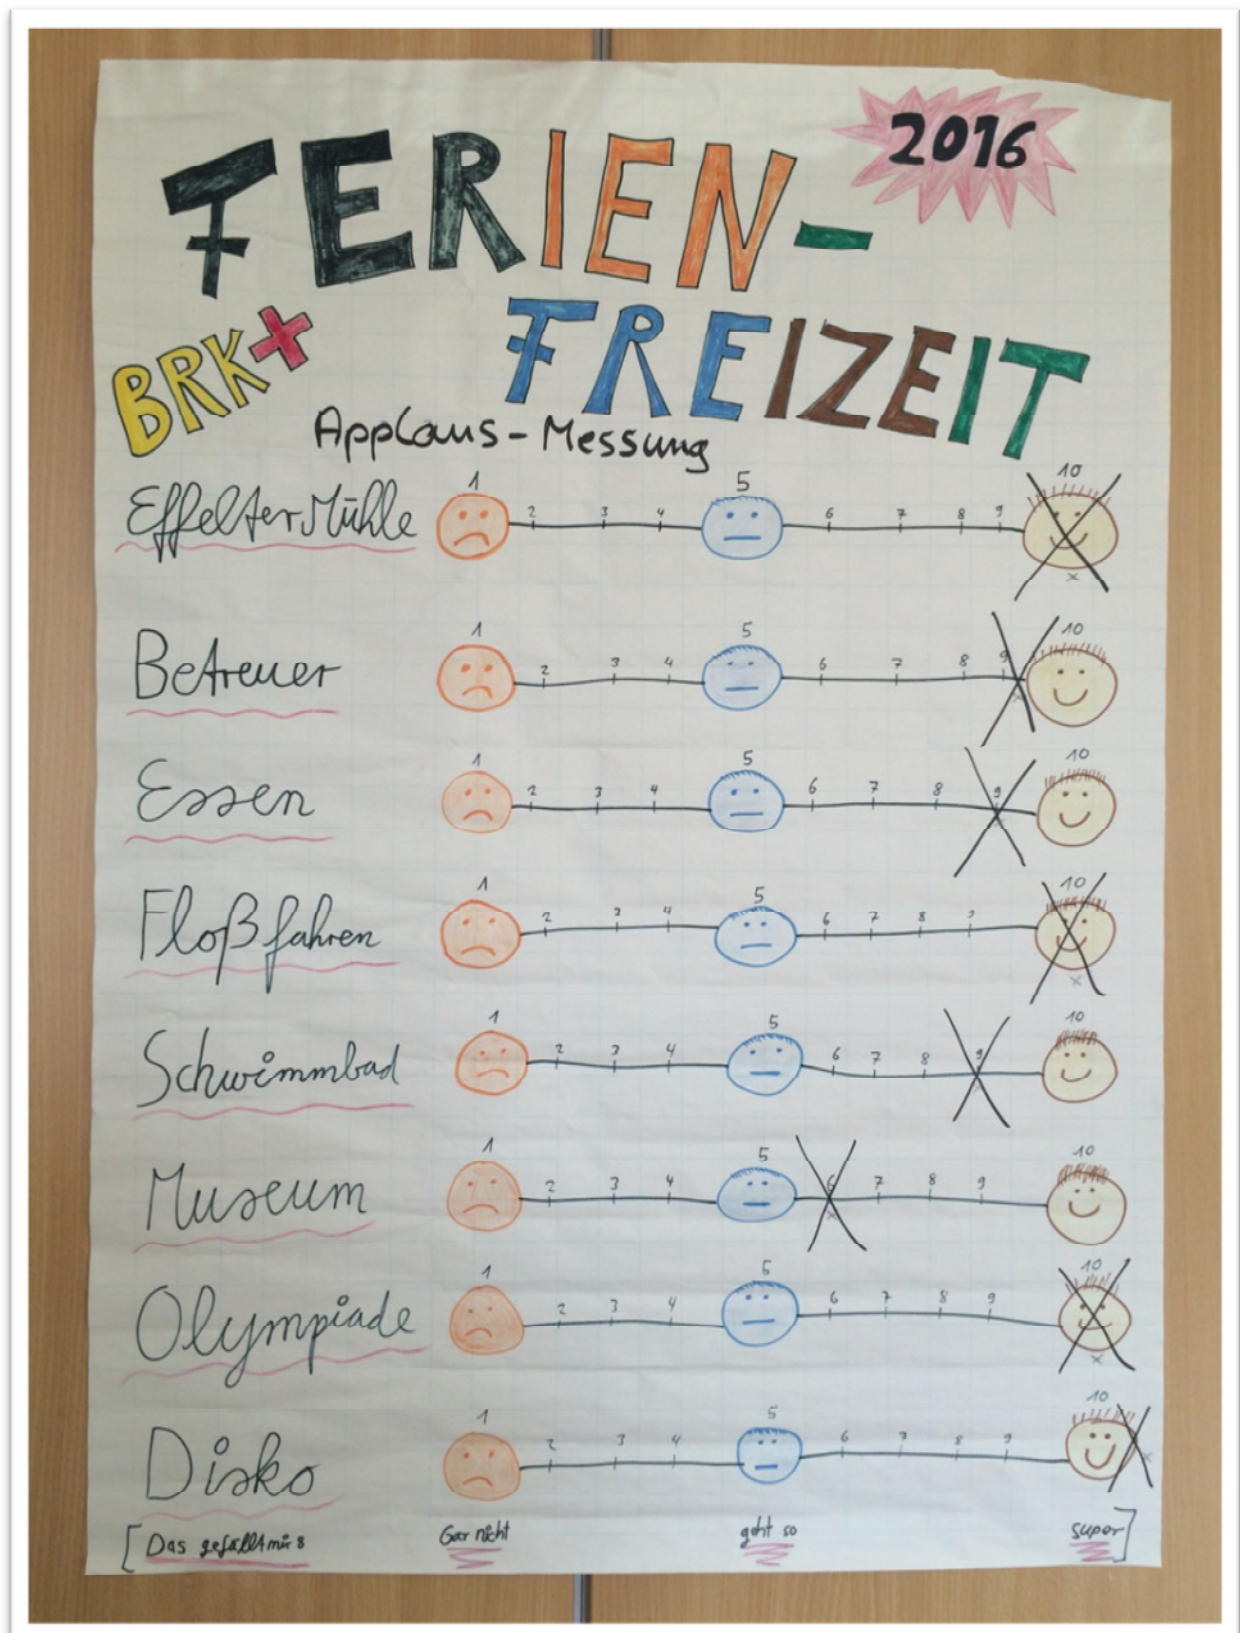 2016
FERIEN-
BRK+
FREIZEIT
Applaus-Messung
Effelter Mühle 1 2 3 4 5 6 7 8 9 10
Betreuer 1 2 3 4 5 6 7 8 9 10
Essen 1 2 3 4 5 6 7 8 9 10
Floßfahren 1 2 3 4 5 6 7 8 9 10
Schwimmbad 1 2 3 4 5 6 7 8 9 10
Museum 1 2 3 4 5 6 7 8 9 10
Olympiade 1 2 3 4 5 6 7 8 9 10
Disko 1 2 3 4 5 6 7 8 9 10
[Das gefällt mir: Gar nicht geht so super]